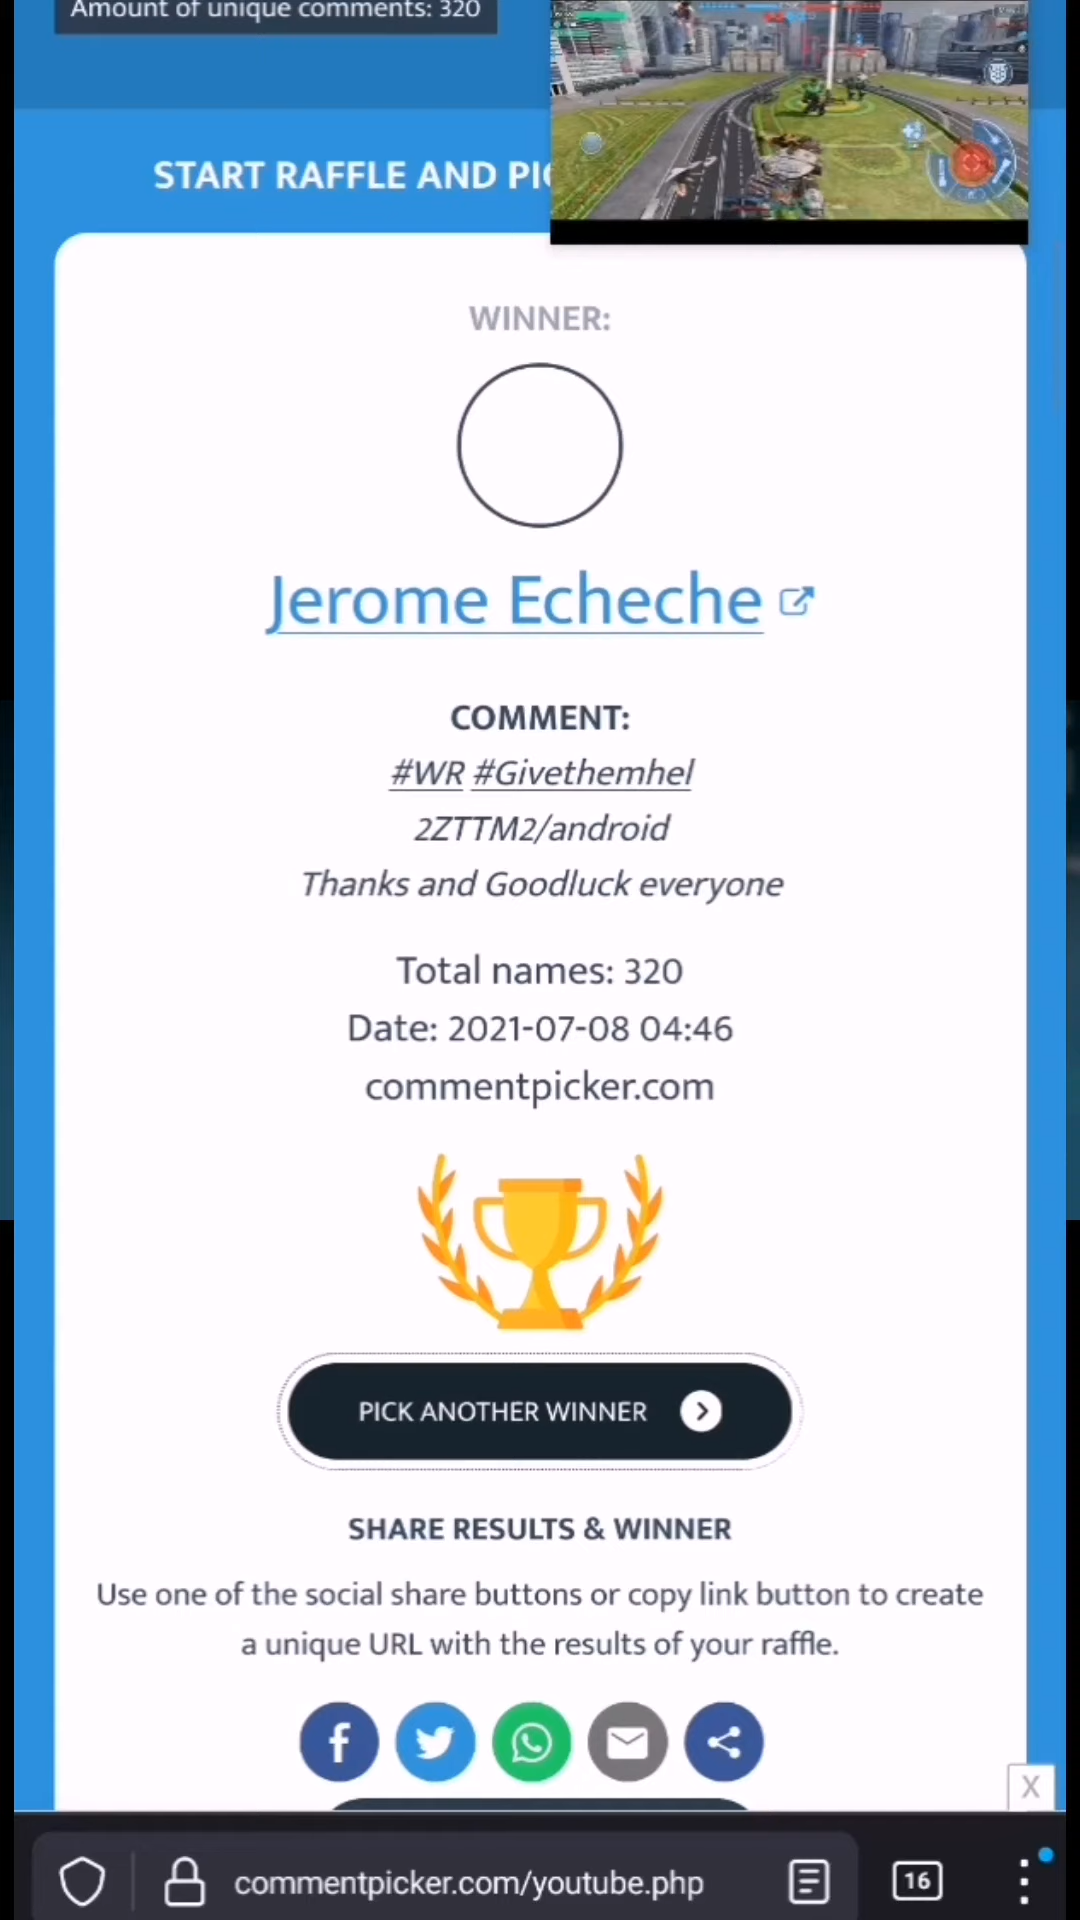 Amount of unique comments: 320
START RAFFLE AND PIC
WINNER:
Jerome Echeche
COMMENT:
#WR #Givethemhel
2ZTTM2/android
Thanks and Goodluck everyone
Total names: 320
Date: 2021-07-08 04:46
commentpicker.com
PICK ANOTHER WINNER
SHARE RESULTS & WINNER
Use one of the social share buttons or copy link button to create
a unique URL with the results of your raffle.
X
commentpicker.com/youtube.php
16